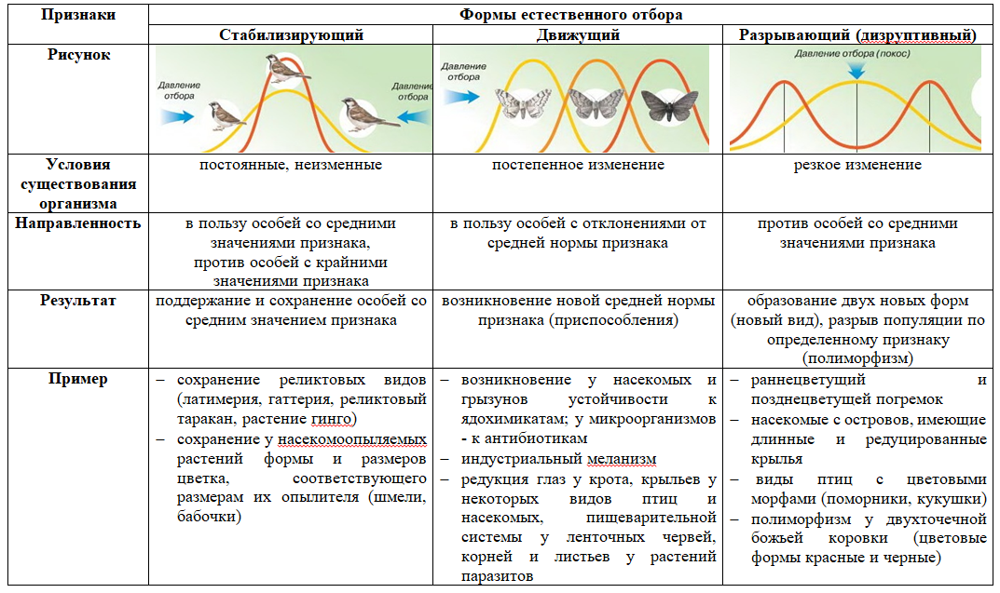 Признаки
Формы естественного отбора
Стабилизирующий
Движущий
Разрывающий (дизруптивный)
Рисунок
Давление
отбора
Давление
отбора
Давление
отбора
Давление отбора (покос)
Условия
существования
организма
постоянные, неизменные
постепенное изменение
резкое изменение
Направленность
в пользу особей со средними
значениями признака,
против особей с крайними
значениями признака
в пользу особей с отклонениями от
средней нормы признака
против особей со средними
значениями признака
Результат
поддержание и сохранение особей со
средним значением признака
возникновение новой средней нормы
признака (приспособления)
образование двух новых форм
(новый вид), разрыв популяции по
определенному признаку
(полиморфизм)
Пример
– сохранение реликтовых видов
(латимерия, гаттерия, реликтовый
таракан, растение гинго)
– сохранение у насекомоопыляемых
растений формы и размеров
цветка, соответствующего
размерам их опылителя (шмели,
бабочки)
– возникновение у насекомых и
грызунов устойчивости к
ядохимикатам; у микроорганизмов
- к антибиотикам
– индустриальный меланизм
– редукция глаз у крота, крыльев у
некоторых видов птиц и
насекомых, пищеварительной
системы у ленточных червей,
корней и листьев у растений
паразитов
– раннецветущий и
позднецветущей погремок
– насекомые с островов, имеющие
длинные и редуцированные
крылья
– виды птиц с цветовыми
морфами (поморники, кукушки)
– полиморфизм у двухточечной
божьей коровки (цветовые
формы красные и черные)